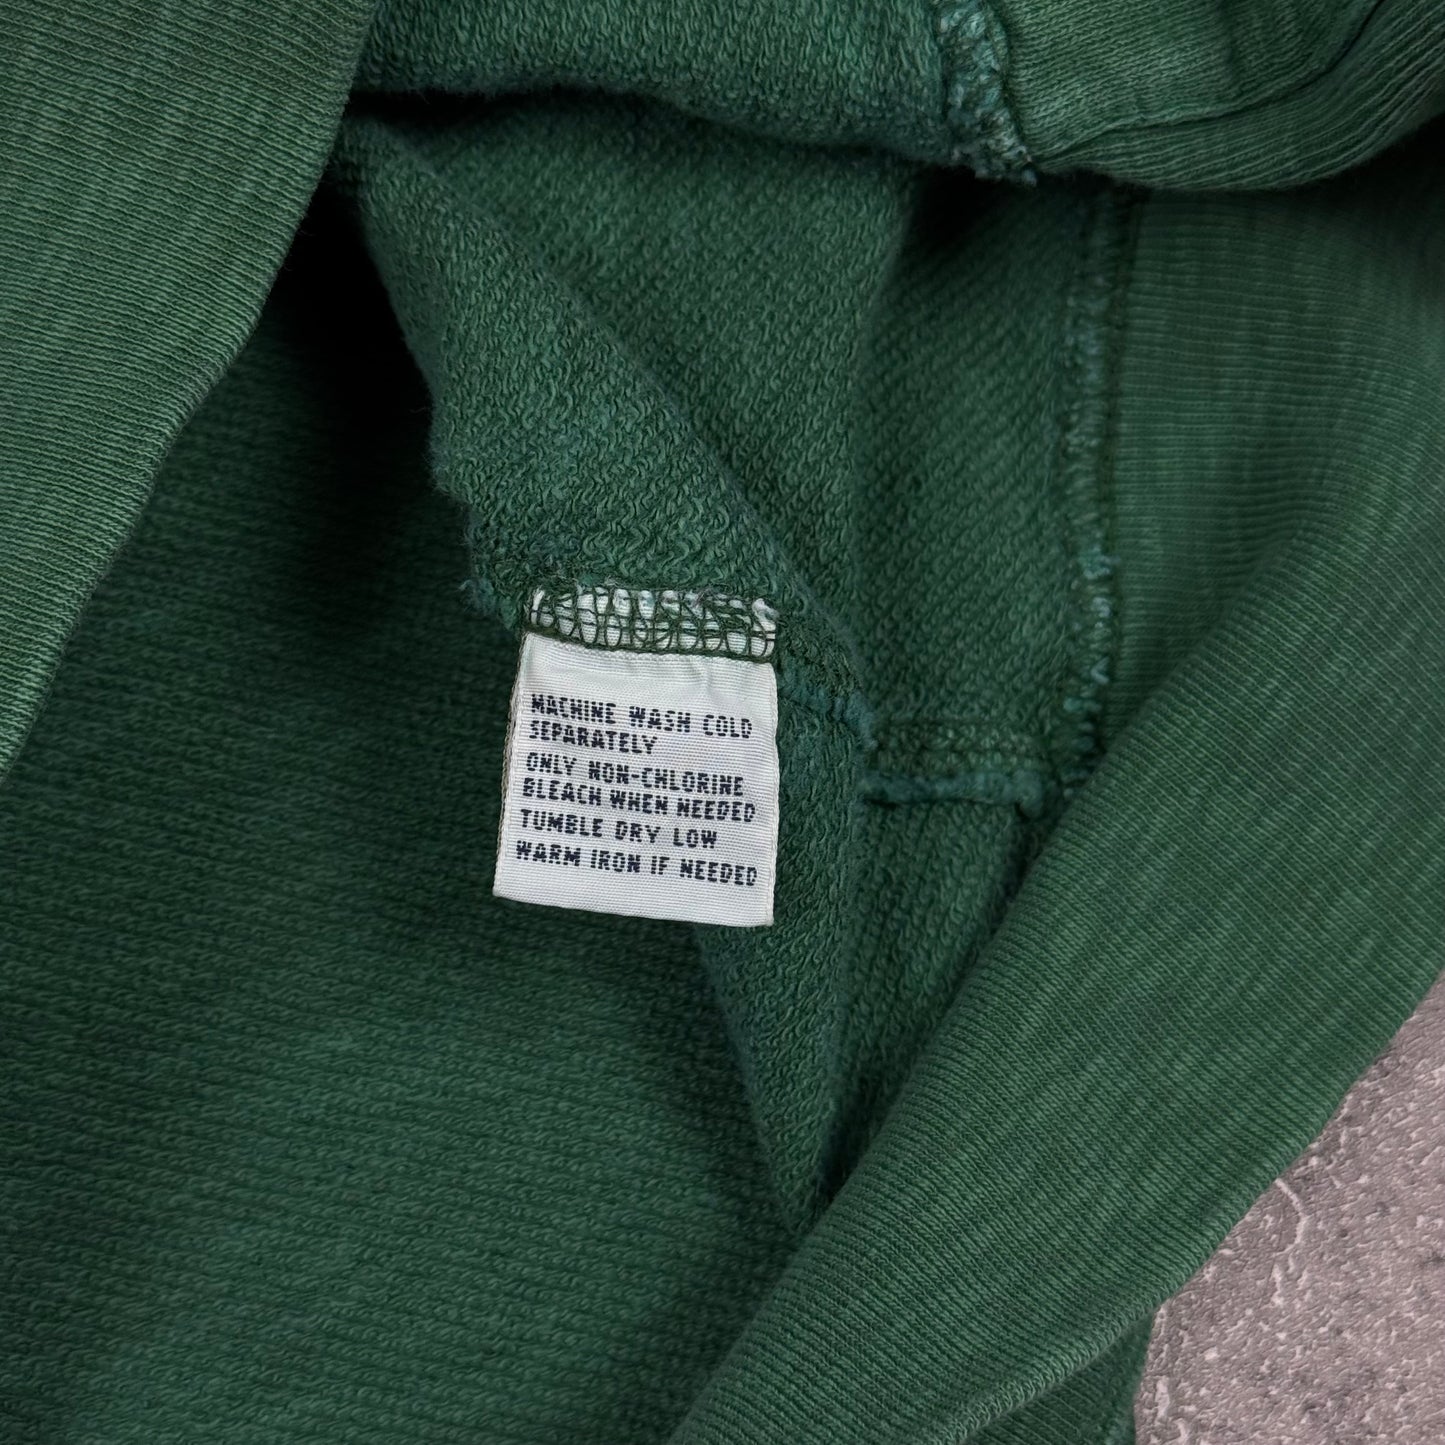 MACHINE WASH COLD
SEPARATELY
ONLY NON-CHLORINE
BLEACH WHEN NEEDED
TUMBLE DRY LOW
WARM IRON IF NEEDED